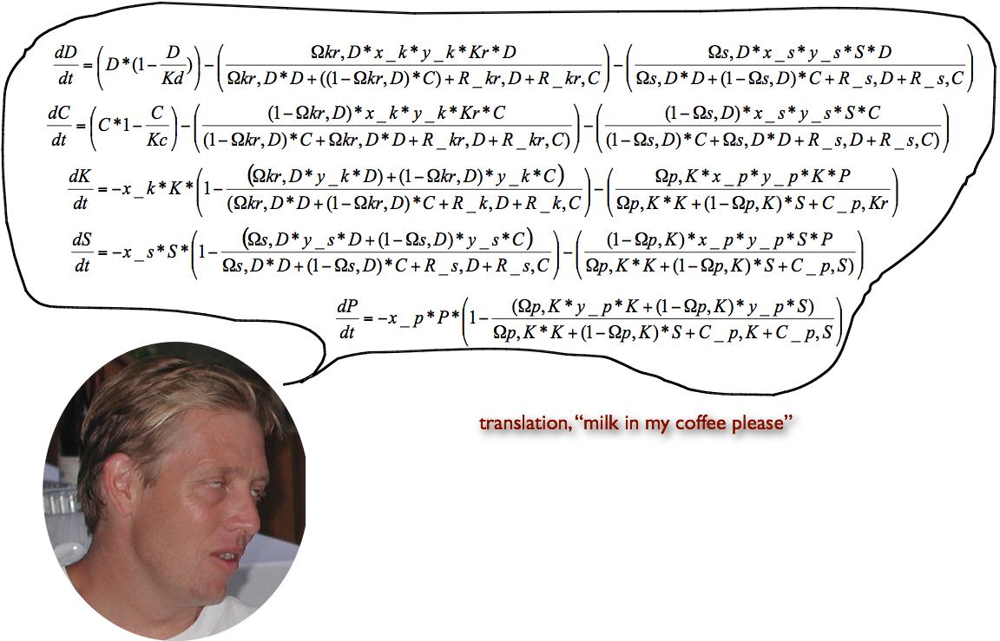 dD/dt = (D*(1-D/Kd)) - (Ωkr,D*x_k*y_k*Kr*D / Ωkr,D*D+((1-Ωkr,D)*C)+R_kr,D+R_kr,C) - (Ωs,D*x_s*y_s*S*D / Ωs,D*D+(1-Ωs,D)*C+R_s,D+R_s,C)
dC/dt = (C*1-C/Kc) - ((1-Ωkr,D)*x_k*y_k*Kr*C / (1-Ωkr,D)*C+Ωkr,D*D+R_kr,D+R_kr,C)) - ((1-Ωs,D)*x_s*y_s*S*C / (1-Ωs,D)*C+Ωs,D*D+R_s,D+R_s,C))
dK/dt = -x_k*K*(1-(Ωkr,D*y_k*D)+(1-Ωkr,D)*y_k*C) / (Ωkr,D*D+(1-Ωkr,D)*C+R_k,D+R_k,C) - (Ωp,K*x_p*y_p*K*P / Ωp,K*K+(1-Ωp,K)*S+C_p,Kr)
dS/dt = -x_s*S*(1-(Ωs,D*y_s*D+(1-Ωs,D)*y_s*C) / Ωs,D*D+(1-Ωs,D)*C+R_s,D+R_s,C) - ((1-Ωp,K)*x_p*y_p*S*P / Ωp,K*K+(1-Ωp,K)*S+C_p,S))
dP/dt = -x_p*P*(1-(Ωp,K*y_p*K+(1-Ωp,K)*y_p*S) / Ωp,K*K+(1-Ωp,K)*S+C_p,K+C_p,S)
translation, “milk in my coffee please”